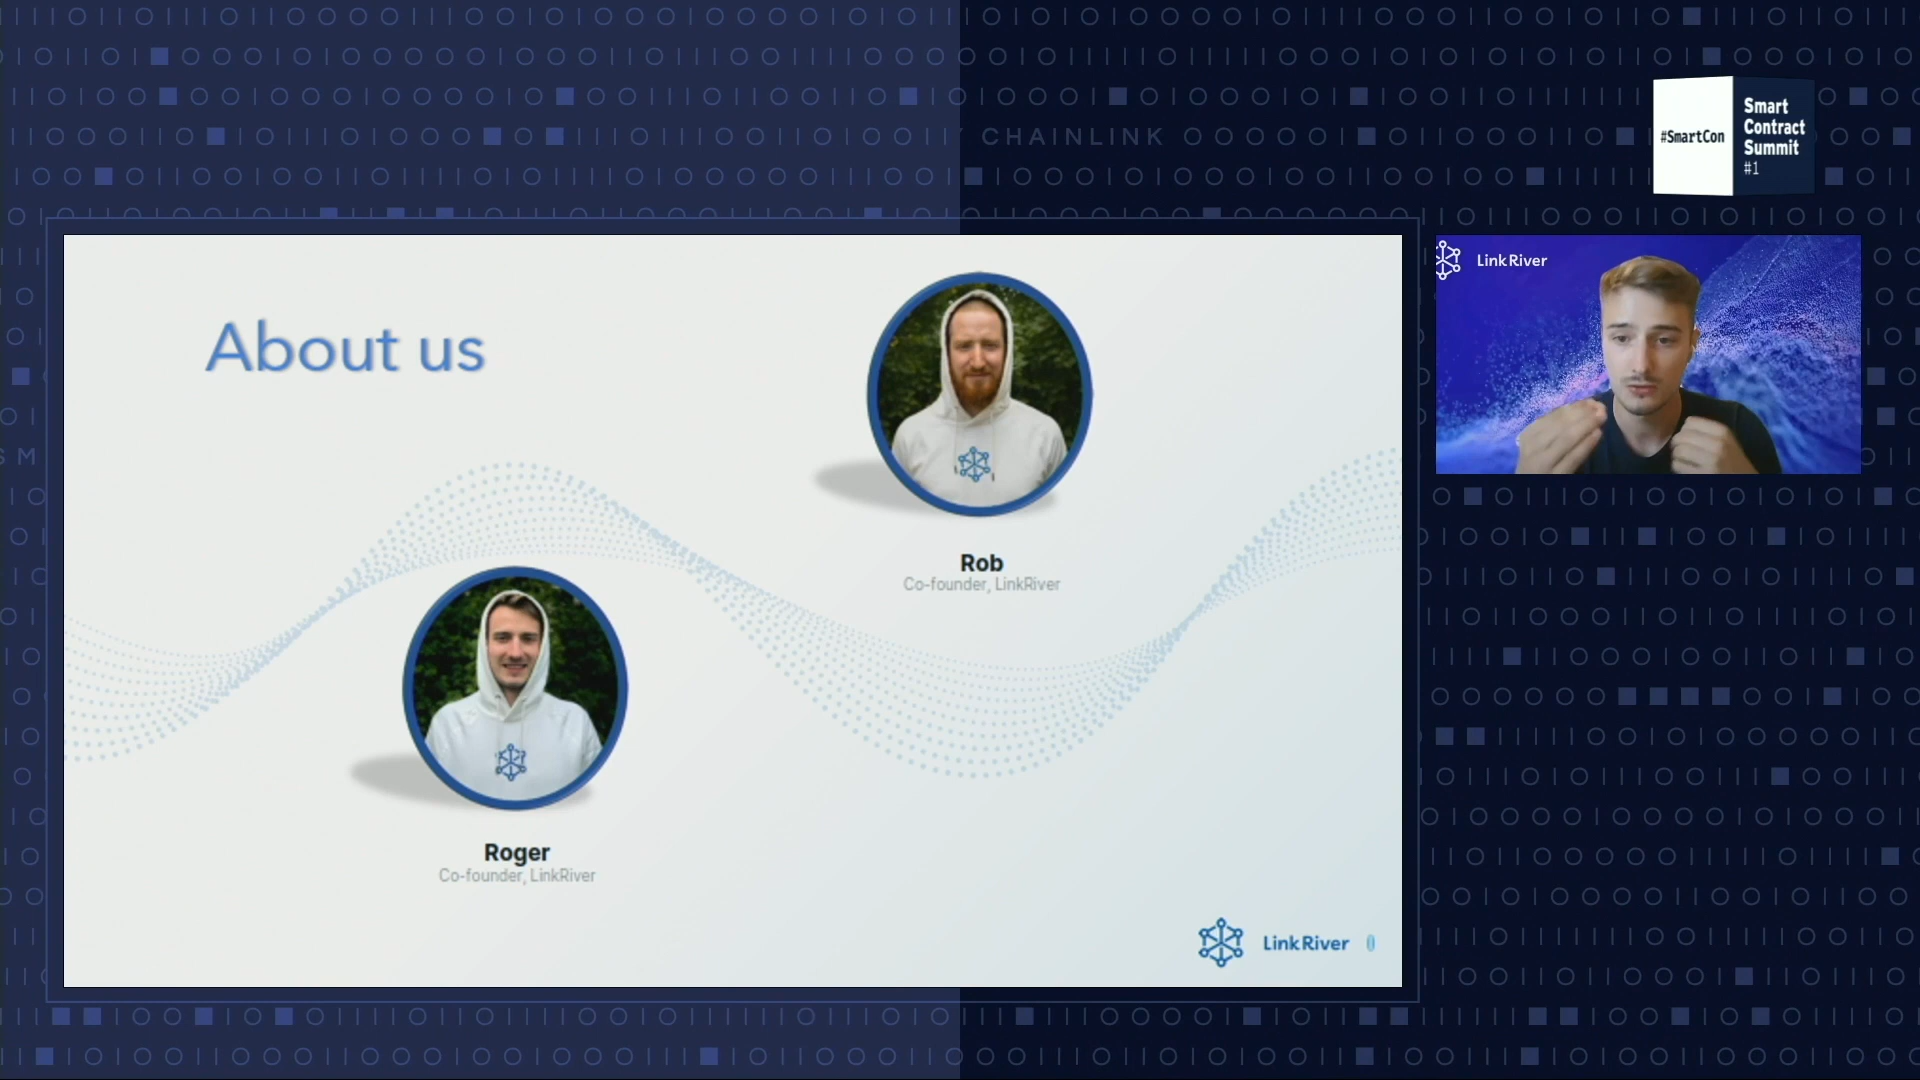 CHAINLINK
#SmartCon
Smart
Contract
Summit
#1
About us
LinkRiver
Rob
Co-founder, LinkRiver
Roger
Co-founder, LinkRiver
LinkRiver